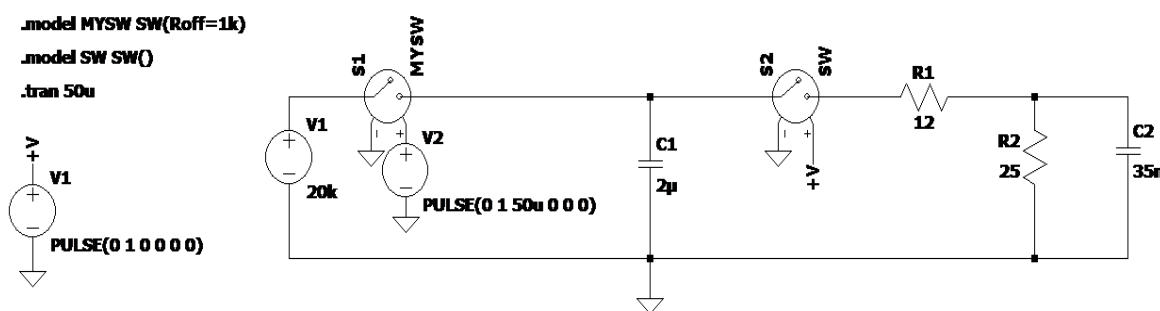 .model MYSW SW(Roff=1k)
.model SW SW()
.tran 50u
+V
V1
PULSE(0 1 0 0 0 0)
S1
MYSW
V1
20k
V2
PULSE(0 1 50u 0 0 0)
C1
2µ
S2
SW
+V
R1
12
R2
25
C2